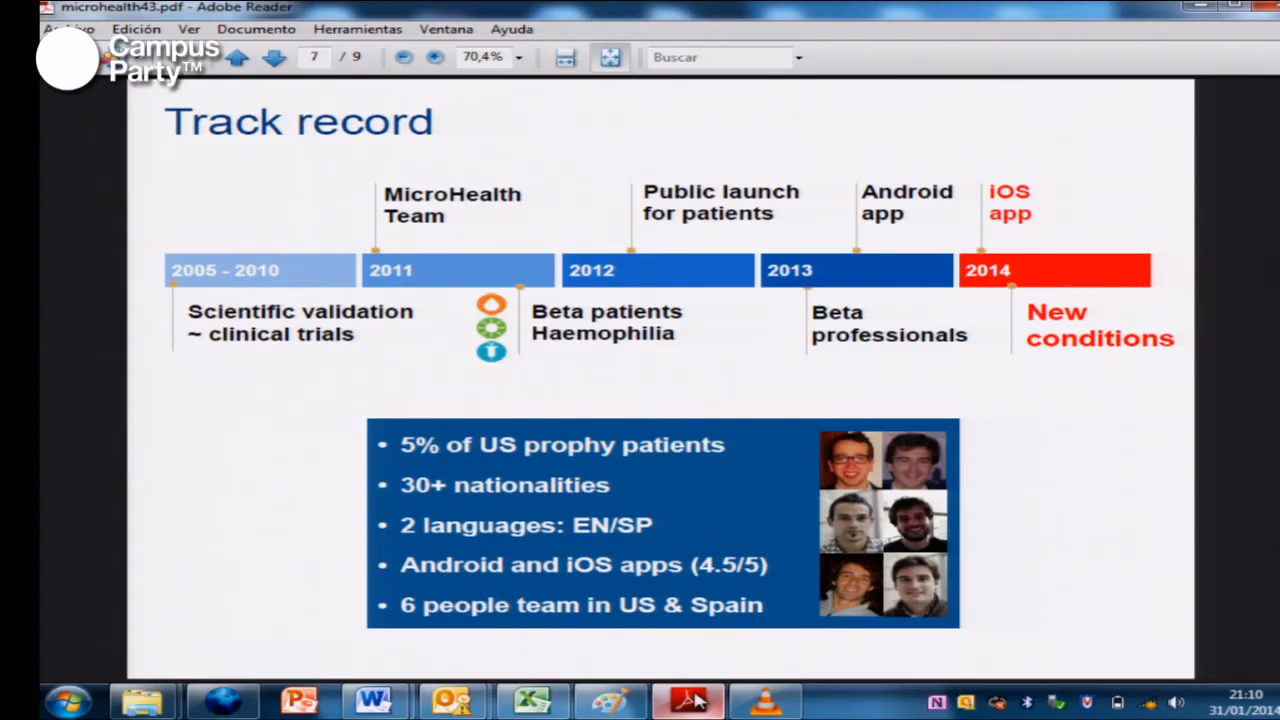 microhealth43.pdf - Adobe Reader
Edición Ver Documento Herramientas Ventana Ayuda
Campus
Party™
7 / 9 70,4% Buscar
Track record
MicroHealth
Team
Public launch
for patients
Android
app
iOS
app
2005 - 2010 2011 2012 2013 2014
Scientific validation
~ clinical trials
Beta patients
Haemophilia
Beta
professionals
New
conditions
• 5% of US prophy patients
• 30+ nationalities
• 2 languages: EN/SP
• Android and iOS apps (4.5/5)
• 6 people team in US & Spain
21:10
31/01/2014